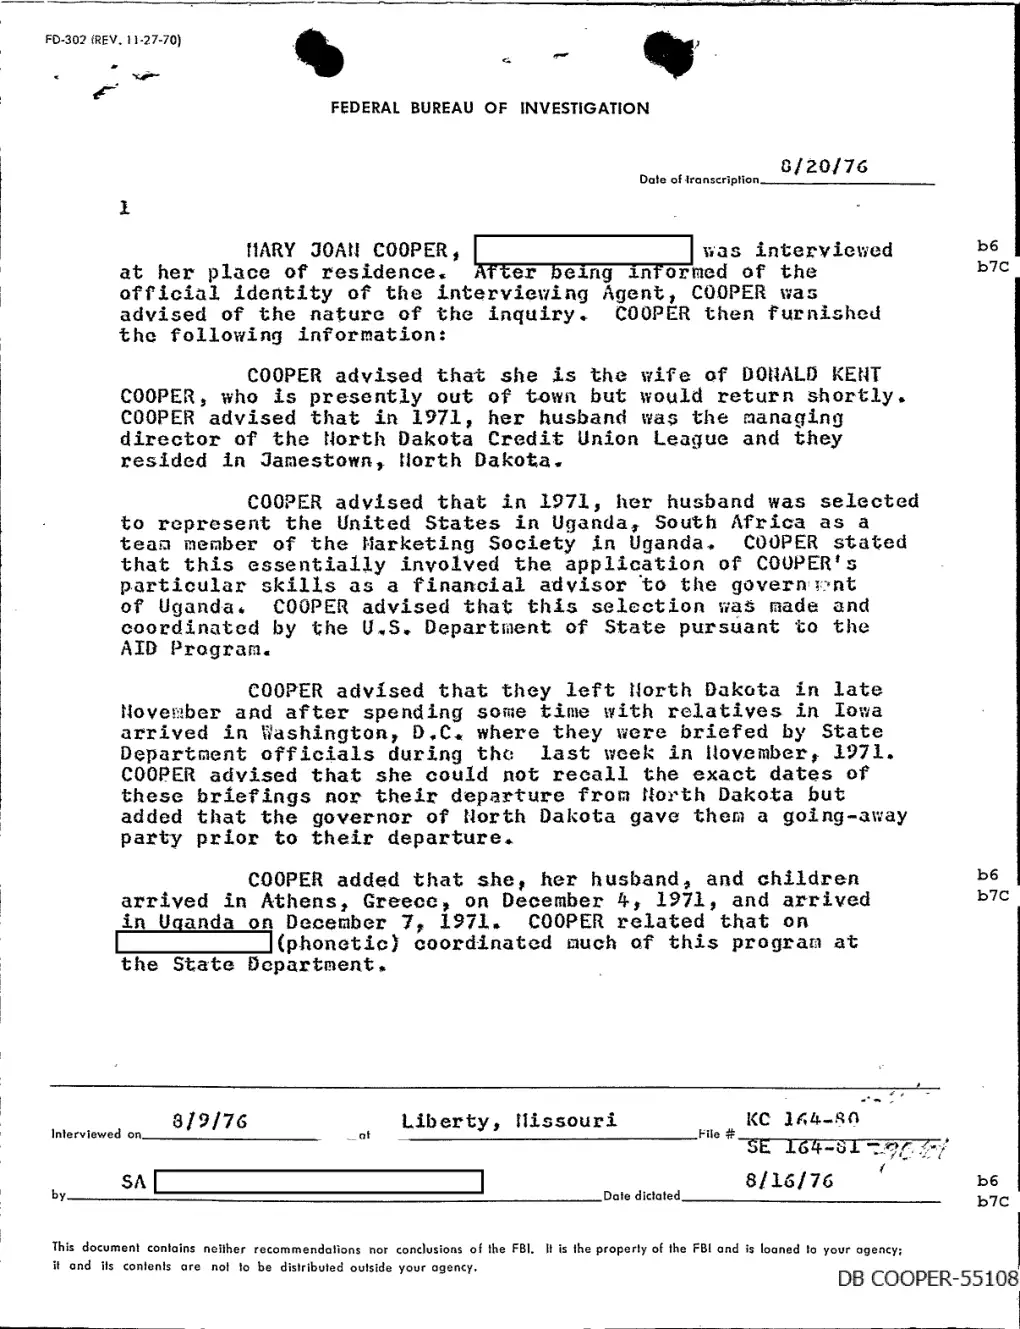 FD-302 (REV. 11-27-70)
FEDERAL BUREAU OF INVESTIGATION
8/20/76
Date of transcription
1
MARY JOAN COOPER, was interviewed
b6
at her place of residence. After being informed of the
b7C
official identity of the interviewing Agent, COOPER was
advised of the nature of the inquiry. COOPER then furnished
the following information:
COOPER advised that she is the wife of DONALD KENT
COOPER, who is presently out of town but would return shortly.
COOPER advised that in 1971, her husband was the managing
director of the North Dakota Credit Union League and they
resided in Jamestown, North Dakota.
COOPER advised that in 1971, her husband was selected
to represent the United States in Uganda, South Africa as a
team member of the Marketing Society in Uganda. COOPER stated
that this essentially involved the application of COOPER'S
particular skills as a financial advisor to the government
of Uganda. COOPER advised that this selection was made and
coordinated by the U.S. Department of State pursuant to the
AID Program.
COOPER advised that they left North Dakota in late
November and after spending some time with relatives in Iowa
arrived in Washington, D.C. where they were briefed by State
Department officials during the last week in November, 1971.
COOPER advised that she could not recall the exact dates of
these briefings nor their departure from North Dakota but
added that the governor of North Dakota gave them a going-away
party prior to their departure.
COOPER added that she, her husband, and children
b6
arrived in Athens, Greece, on December 4, 1971, and arrived
b7C
in Uganda on December 7, 1971. COOPER related that on
(phonetic) coordinated much of this program at
the State Department.
8/9/76 Liberty, Missouri KC 164-80
Interviewed on at File #
SE 164-81
SA 8/16/76
b6
by Date dictated
b7C
This document contains neither recommendations nor conclusions of the FBI. It is the property of the FBI and is loaned to your agency;
it and its contents are not to be distributed outside your agency.
DB COOPER-55108